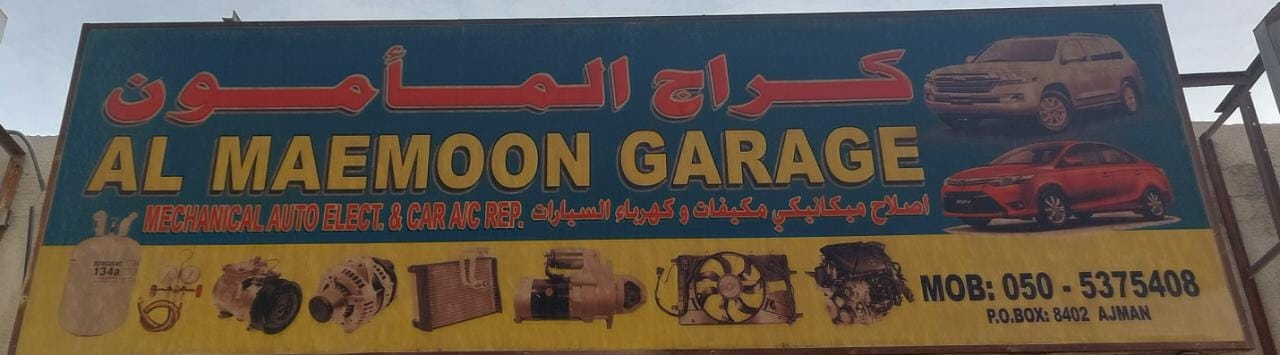 كراج المأمون
AL MAEMOON GARAGE
MECHANICAL AUTO ELECT. & CAR A/C REP. اصلاح ميكانيكي مكيفات و كهرباء السيارات
134a
MOB: 050 - 5375408
P.O.BOX: 8402 AJMAN